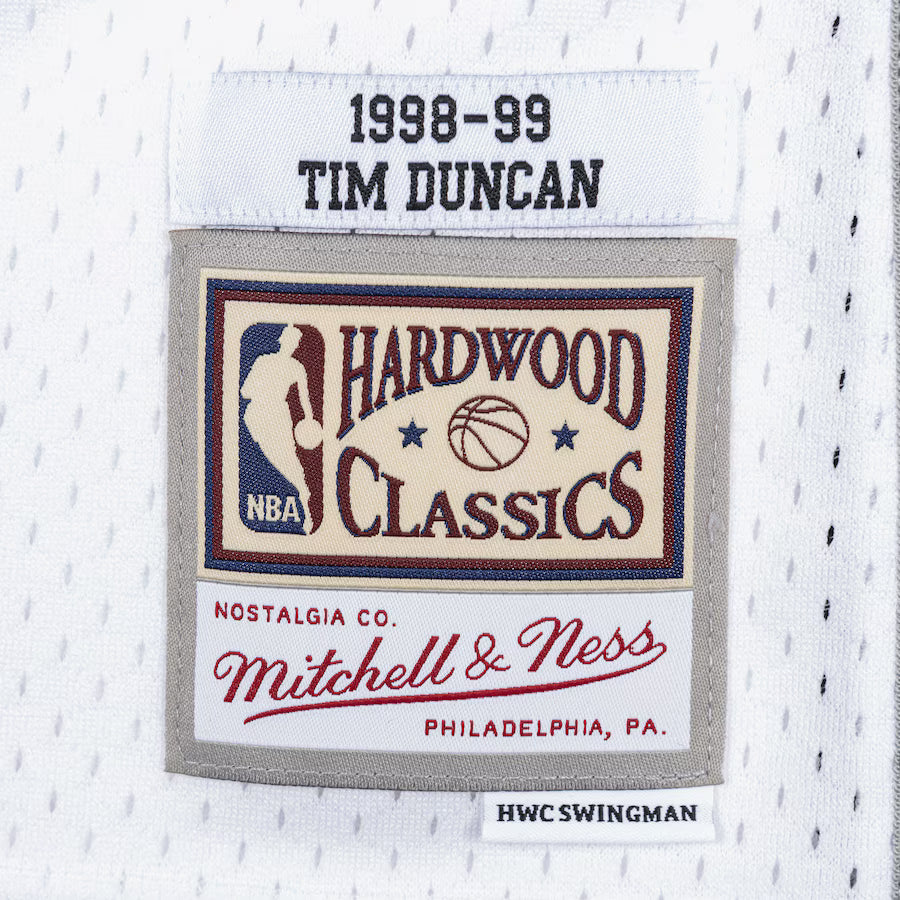 1998-99
TIM DUNCAN
HARDWOOD
CLASSICS
NBA
NOSTALGIA CO.
Mitchell & Ness
PHILADELPHIA, PA.
HWC SWINGMAN